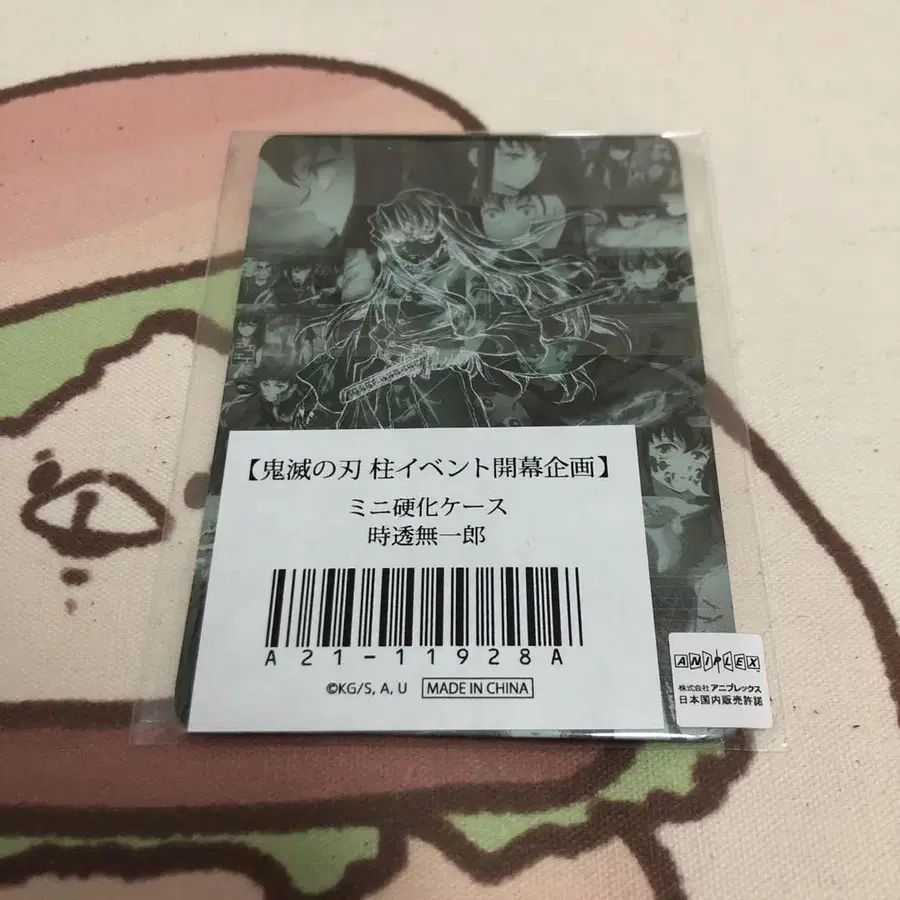 【鬼滅の刃 柱イベント開幕企画】
ミニ硬化ケース
時透無一郎
A21-11928A
©KG/S, A, U MADE IN CHINA
ANIPLEX
株式会社アニプレックス
日本国内販売許諾